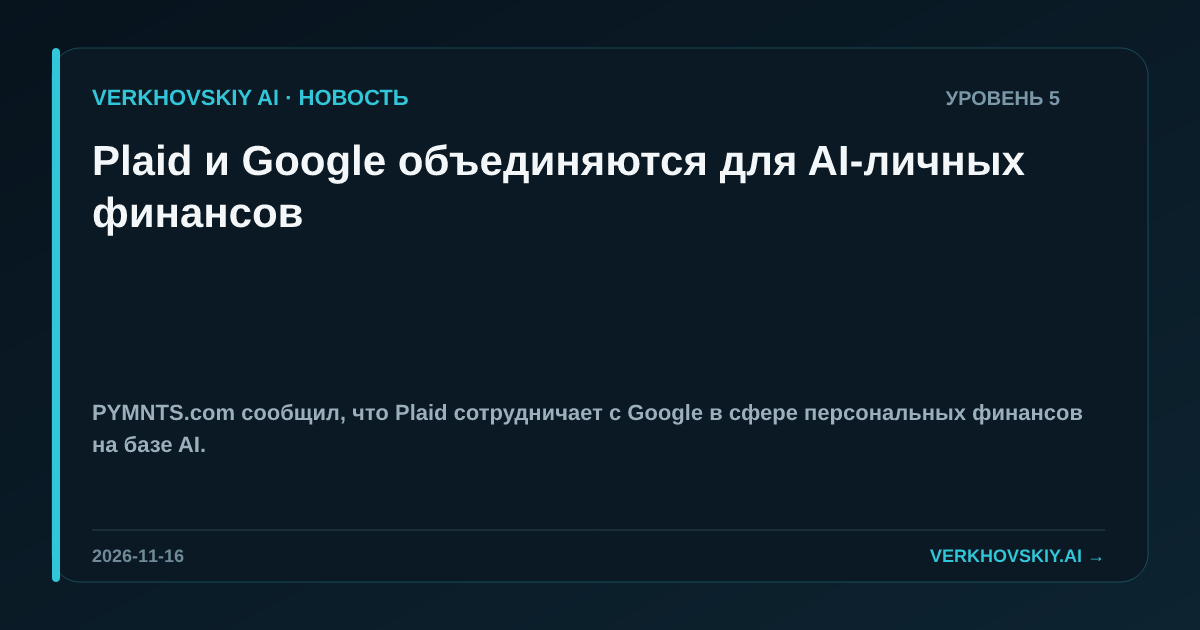 VERKHOVSKIY AI · НОВОСТЬ
УРОВЕНЬ 5
Plaid и Google объединяются для AI-личных
финансов
PYMNTS.com сообщил, что Plaid сотрудничает с Google в сфере персональных финансов
на базе AI.
2026-11-16
VERKHOVSKIY.AI →